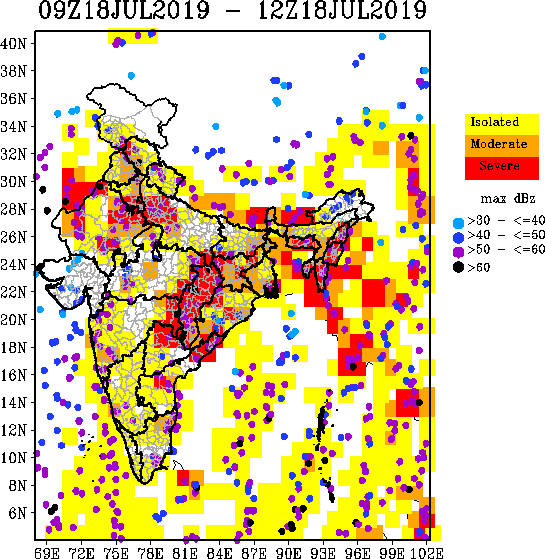 09Z18JUL2019 − 12Z18JUL2019
40N
38N
36N
34N
32N
30N
28N
26N
24N
22N
20N
18N
16N
14N
12N
10N
8N
6N
69E 72E 75E 78E 81E 84E 87E 90E 93E 96E 99E 102E
Isolated
Moderate
Severe
max dBz
>30 − <=40
>40 − <=50
>50 − <=60
>60